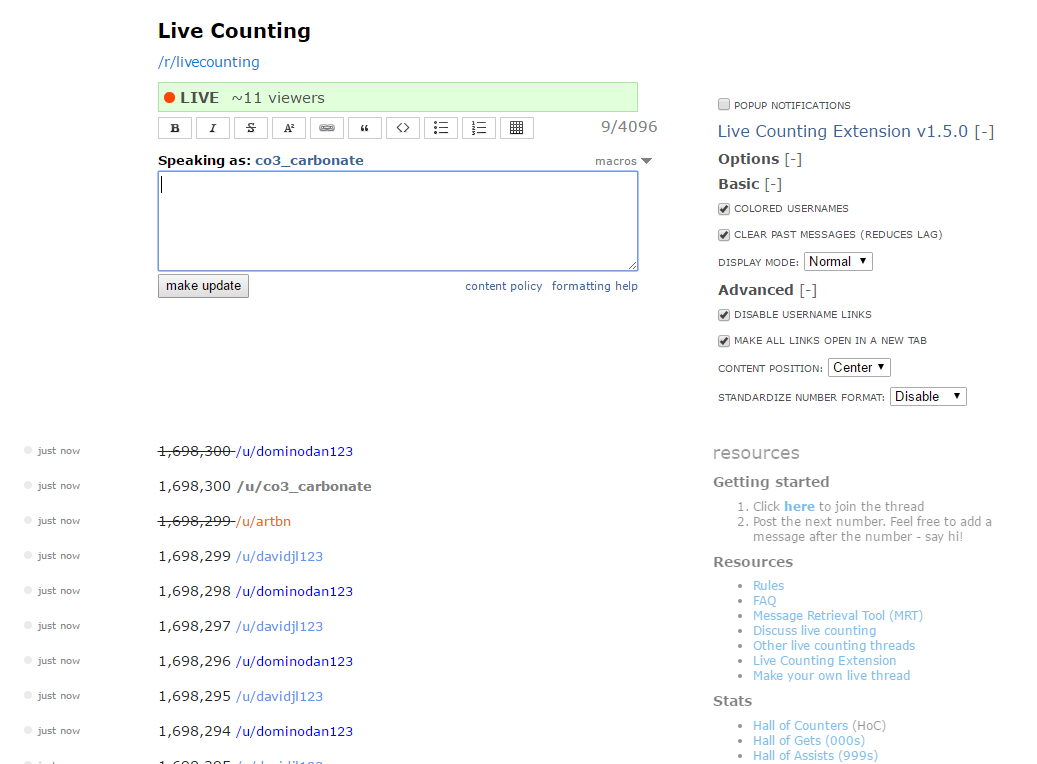 Live Counting
/r/livecounting
LIVE ~11 viewers
B I S A² “ <>
9/4096
Speaking as: co3_carbonate
macros
make update
content policy formatting help
just now 1,698,300 /u/dominodan123
just now 1,698,300 /u/co3_carbonate
just now 1,698,299 /u/artbn
just now 1,698,299 /u/davidjl123
just now 1,698,298 /u/dominodan123
just now 1,698,297 /u/davidjl123
just now 1,698,296 /u/dominodan123
just now 1,698,295 /u/davidjl123
just now 1,698,294 /u/dominodan123
POPUP NOTIFICATIONS
Live Counting Extension v1.5.0 [-]
Options [-]
Basic [-]
COLORED USERNAMES
CLEAR PAST MESSAGES (REDUCES LAG)
DISPLAY MODE: Normal
Advanced [-]
DISABLE USERNAME LINKS
MAKE ALL LINKS OPEN IN A NEW TAB
CONTENT POSITION: Center
STANDARDIZE NUMBER FORMAT: Disable
resources
Getting started
1. Click here to join the thread
2. Post the next number. Feel free to add a
message after the number - say hi!
Resources
Rules
FAQ
Message Retrieval Tool (MRT)
Discuss live counting
Other live counting threads
Live Counting Extension
Make your own live thread
Stats
Hall of Counters (HoC)
Hall of Gets (000s)
Hall of Assists (999s)